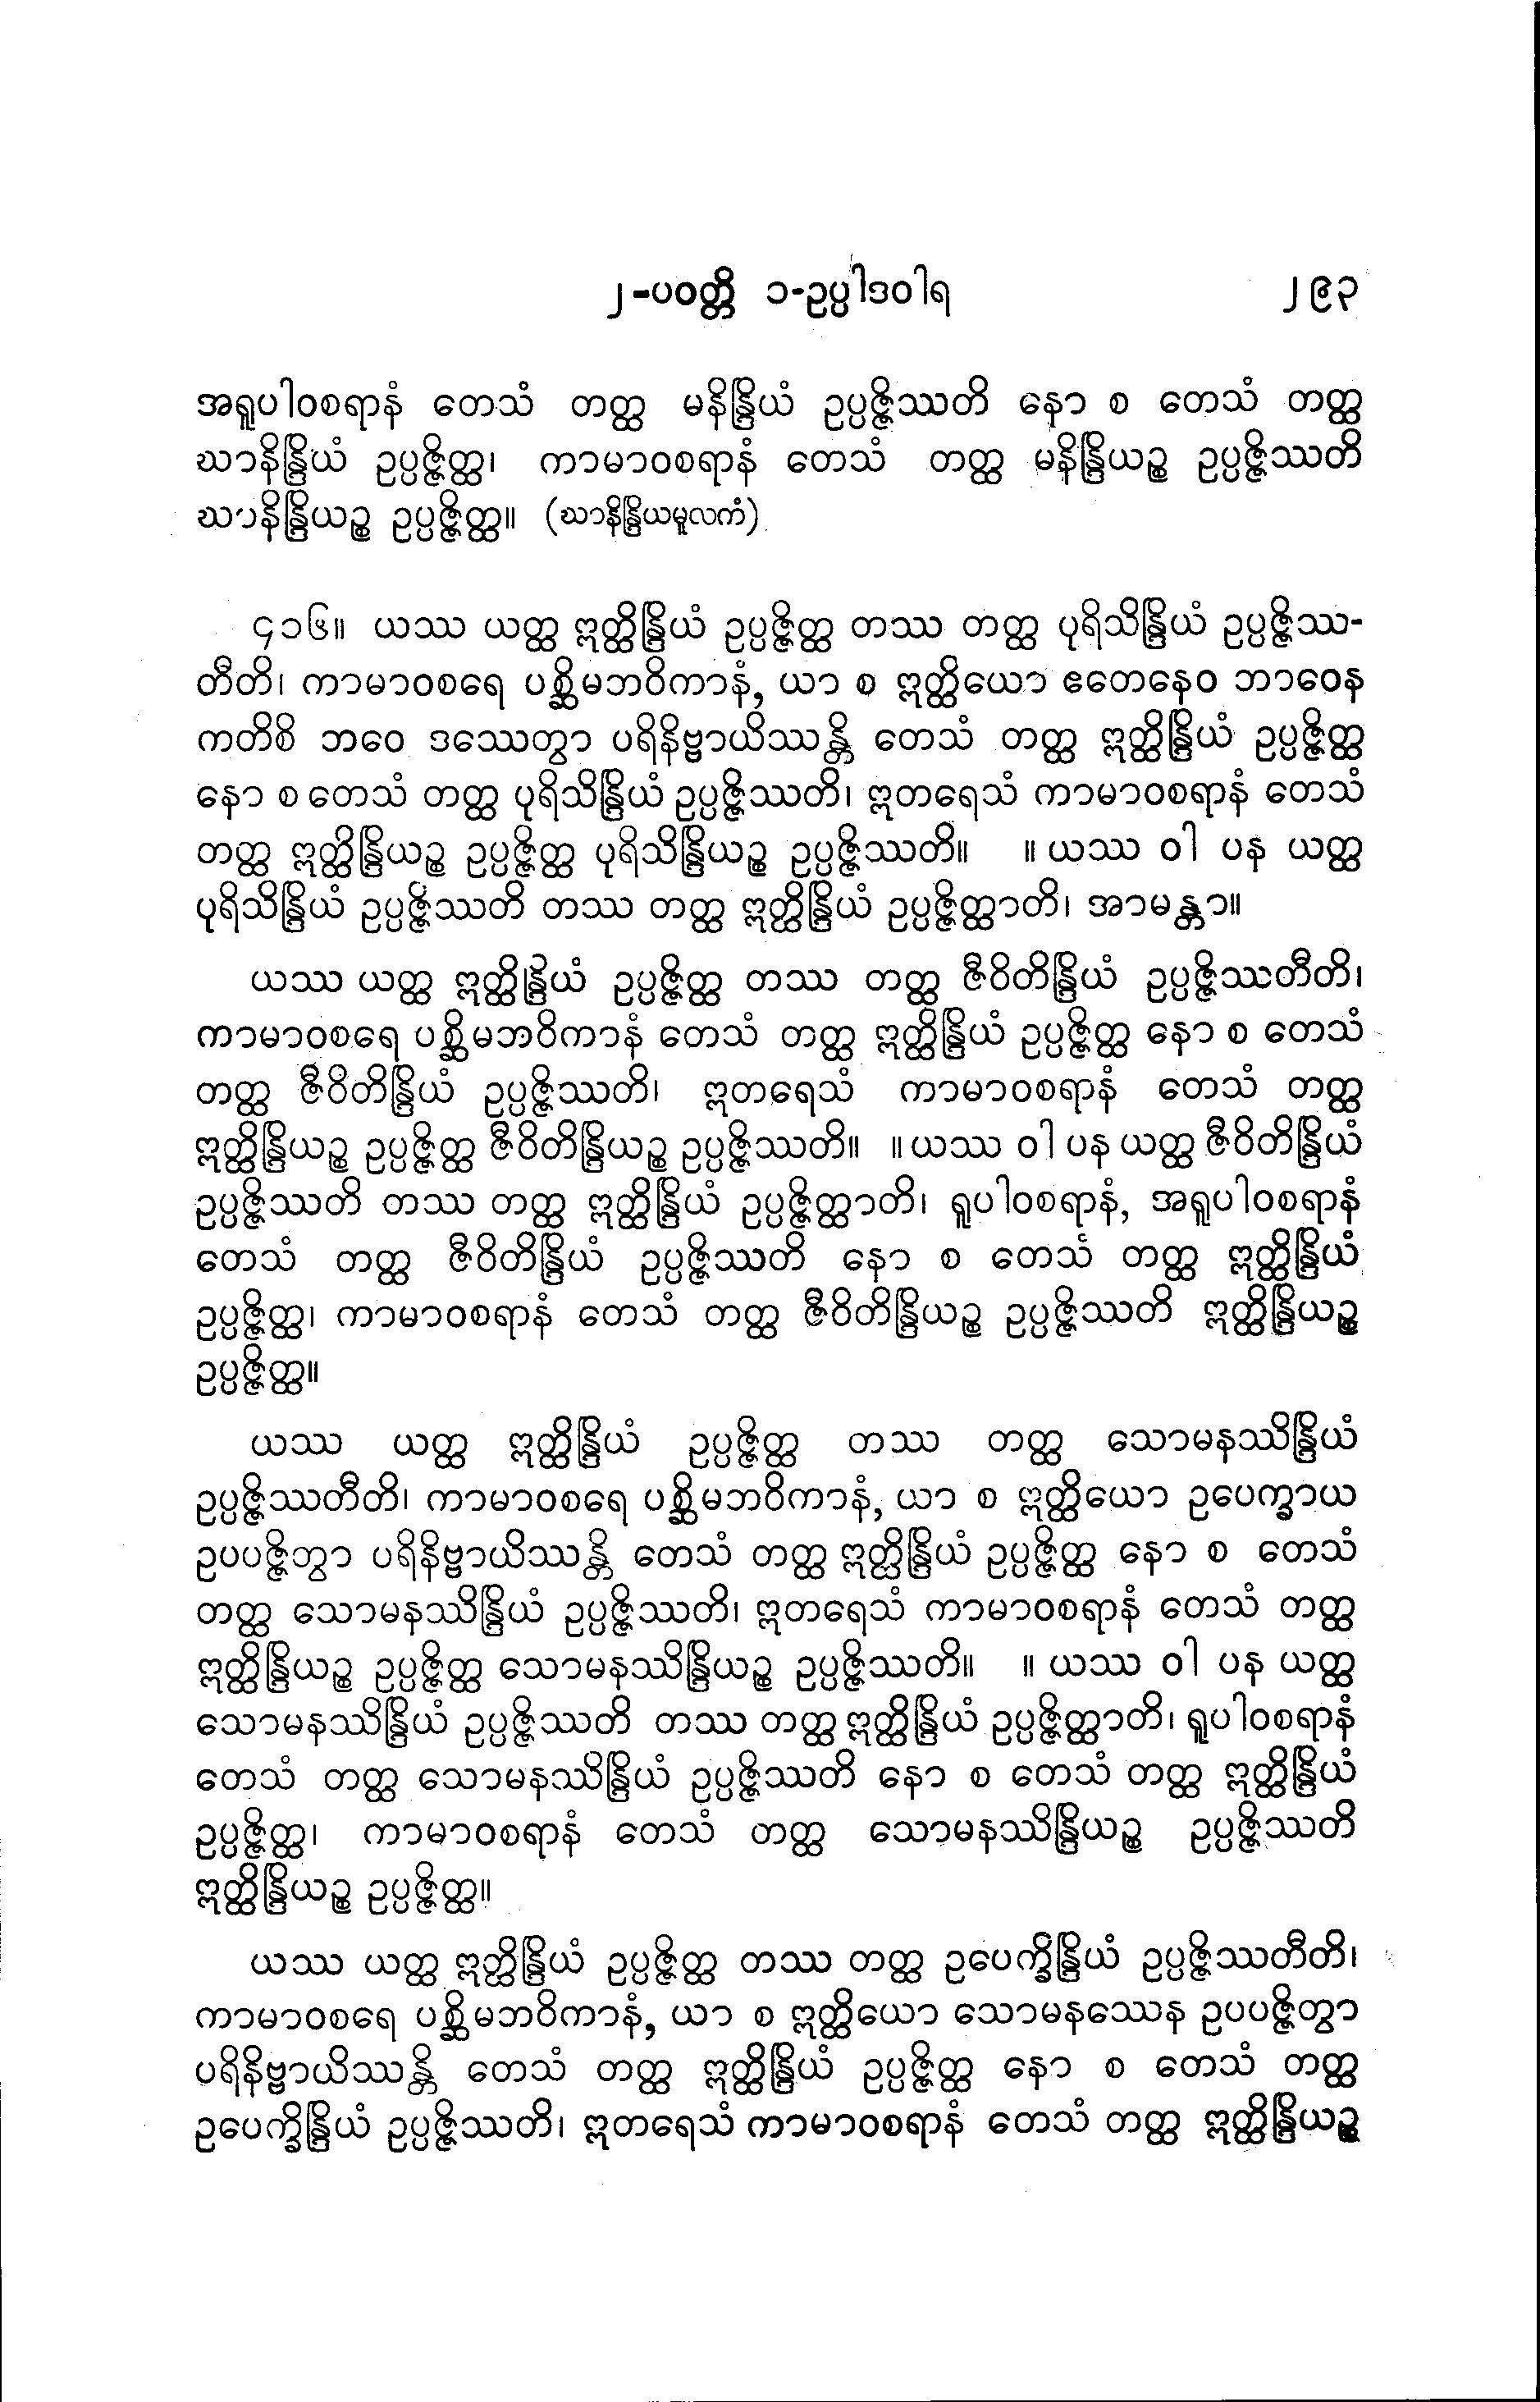 ၂-ပဝတ္တိ ၁-ဥပ္ပါဒဝါရ ၂၉၃
အရူပါဝစရာနံ တေသံ တတ္ထ မနိန္ဒြိယံ ဥပ္ပဇ္ဇိဿတိ နော စ တေသံ တတ္ထ
ဃာနိန္ဒြိယံ ဥပ္ပဇ္ဇိတ္ထ၊ ကာမာဝစရာနံ တေသံ တတ္ထ မနိန္ဒြိယဉ္စ ဥပ္ပဇ္ဇိဿတိ
ဃာနိန္ဒြိယဉ္စ ဥပ္ပဇ္ဇိတ္ထ။ (ဃာနိန္ဒြိယမူလကံ)
၄၁၆။ ယဿ ယတ္ထ ဣတ္ထိန္ဒြိယံ ဥပ္ပဇ္ဇိတ္ထ တဿ တတ္ထ ပုရိသိန္ဒြိယံ ဥပ္ပဇ္ဇိဿ-
တီတိ၊ ကာမာဝစရေ ပစ္ဆိမဘဝိကာနံ, ယာ စ ဣတ္ထိယော ဧတေနေဝ ဘာဝေန
ကတိစိ ဘဝေ ဒဿေတွာ ပရိနိဗ္ဗာယိဿန္တိ တေသံ တတ္ထ ဣတ္ထိန္ဒြိယံ ဥပ္ပဇ္ဇိတ္ထ
နော စ တေသံ တတ္ထ ပုရိသိန္ဒြိယံ ဥပ္ပဇ္ဇိဿတိ၊ ဣတရေသံ ကာမာဝစရာနံ တေသံ
တတ္ထ ဣတ္ထိန္ဒြိယဉ္စ ဥပ္ပဇ္ဇိတ္ထ ပုရိသိန္ဒြိယဉ္စ ဥပ္ပဇ္ဇိဿတိ။ ။ ယဿ ဝါ ပန ယတ္ထ
ပုရိသိန္ဒြိယံ ဥပ္ပဇ္ဇိဿတိ တဿ တတ္ထ ဣတ္ထိန္ဒြိယံ ဥပ္ပဇ္ဇိတ္ထာတိ၊ အာမန္တာ။
ယဿ ယတ္ထ ဣတ္ထိန္ဒြိယံ ဥပ္ပဇ္ဇိတ္ထ တဿ တတ္ထ ဇီဝိတိန္ဒြိယံ ဥပ္ပဇ္ဇိဿတီတိ၊
ကာမာဝစရေ ပစ္ဆိမဘဝိကာနံ တေသံ တတ္ထ ဣတ္ထိန္ဒြိယံ ဥပ္ပဇ္ဇိတ္ထ နော စ တေသံ
တတ္ထ ဇီဝိတိန္ဒြိယံ ဥပ္ပဇ္ဇိဿတိ၊ ဣတရေသံ ကာမာဝစရာနံ တေသံ တတ္ထ
ဣတ္ထိန္ဒြိယဉ္စ ဥပ္ပဇ္ဇိတ္ထ ဇီဝိတိန္ဒြိယဉ္စ ဥပ္ပဇ္ဇိဿတိ။ ။ ယဿ ဝါ ပန ယတ္ထ ဇီဝိတိန္ဒြိယံ
ဥပ္ပဇ္ဇိဿတိ တဿ တတ္ထ ဣတ္ထိန္ဒြိယံ ဥပ္ပဇ္ဇိတ္ထာတိ၊ ရူပါဝစရာနံ, အရူပါဝစရာနံ
တေသံ တတ္ထ ဇီဝိတိန္ဒြိယံ ဥပ္ပဇ္ဇိဿတိ နော စ တေသံ တတ္ထ ဣတ္ထိန္ဒြိယံ
ဥပ္ပဇ္ဇိတ္ထ၊ ကာမာဝစရာနံ တေသံ တတ္ထ ဇီဝိတိန္ဒြိယဉ္စ ဥပ္ပဇ္ဇိဿတိ ဣတ္ထိန္ဒြိယဉ္စ
ဥပ္ပဇ္ဇိတ္ထ။
ယဿ ယတ္ထ ဣတ္ထိန္ဒြိယံ ဥပ္ပဇ္ဇိတ္ထ တဿ တတ္ထ သောမနဿိန္ဒြိယံ
ဥပ္ပဇ္ဇိဿတီတိ၊ ကာမာဝစရေ ပစ္ဆိမဘဝိကာနံ, ယာ စ ဣတ္ထိယော ဥပေက္ခာယ
ဥပပဇ္ဇိဘွာ ပရိနိဗ္ဗာယိဿန္တိ တေသံ တတ္ထ ဣတ္ထိန္ဒြိယံ ဥပ္ပဇ္ဇိတ္ထ နော စ တေသံ
တတ္ထ သောမနဿိန္ဒြိယံ ဥပ္ပဇ္ဇိဿတိ၊ ဣတရေသံ ကာမာဝစရာနံ တေသံ တတ္ထ
ဣတ္ထိန္ဒြိယဉ္စ ဥပ္ပဇ္ဇိတ္ထ သောမနဿိန္ဒြိယဉ္စ ဥပ္ပဇ္ဇိဿတိ။ ။ ယဿ ဝါ ပန ယတ္ထ
သောမနဿိန္ဒြိယံ ဥပ္ပဇ္ဇိဿတိ တဿ တတ္ထ ဣတ္ထိန္ဒြိယံ ဥပ္ပဇ္ဇိတ္ထာတိ၊ ရူပါဝစရာနံ
တေသံ တတ္ထ သောမနဿိန္ဒြိယံ ဥပ္ပဇ္ဇိဿတိ နော စ တေသံ တတ္ထ ဣတ္ထိန္ဒြိယံ
ဥပ္ပဇ္ဇိတ္ထ၊ ကာမာဝစရာနံ တေသံ တတ္ထ သောမနဿိန္ဒြိယဉ္စ ဥပ္ပဇ္ဇိဿတိ
ဣတ္ထိန္ဒြိယဉ္စ ဥပ္ပဇ္ဇိတ္ထ။
ယဿ ယတ္ထ ဣတ္ထိန္ဒြိယံ ဥပ္ပဇ္ဇိတ္ထ တဿ တတ္ထ ဥပေက္ခိန္ဒြိယံ ဥပ္ပဇ္ဇိဿတီတိ၊
ကာမာဝစရေ ပစ္ဆိမဘဝိကာနံ, ယာ စ ဣတ္ထိယော သောမနဿေန ဥပပဇ္ဇိတွာ
ပရိနိဗ္ဗာယိဿန္တိ တေသံ တတ္ထ ဣတ္ထိန္ဒြိယံ ဥပ္ပဇ္ဇိတ္ထ နော စ တေသံ တတ္ထ
ဥပေက္ခိန္ဒြိယံ ဥပ္ပဇ္ဇိဿတိ၊ ဣတရေသံ ကာမာဝစရာနံ တေသံ တတ္ထ ဣတ္ထိန္ဒြိယဉ္စ